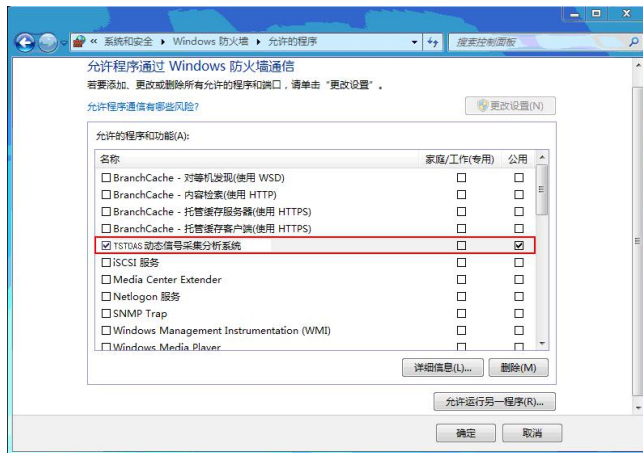 « 系统和安全 ▸ Windows 防火墙 ▸ 允许的程序
搜索控制面板
允许程序通过 Windows 防火墙通信
若要添加、更改或删除所有允许的程序和端口，请单击“更改设置”。
允许程序通信有哪些风险?
更改设置(N)
允许的程序和功能(A):
名称 家庭/工作(专用) 公用
BranchCache - 对等机发现(使用 WSD)
BranchCache - 内容检索(使用 HTTP)
BranchCache - 托管缓存服务器(使用 HTTPS)
BranchCache - 托管缓存客户端(使用 HTTPS)
TSTDAS 动态信号采集分析系统
iSCSI 服务
Media Center Extender
Netlogon 服务
SNMP Trap
Windows Management Instrumentation (WMI)
Windows Media Player
详细信息(L)... 删除(M)
允许运行另一程序(R)...
确定 取消